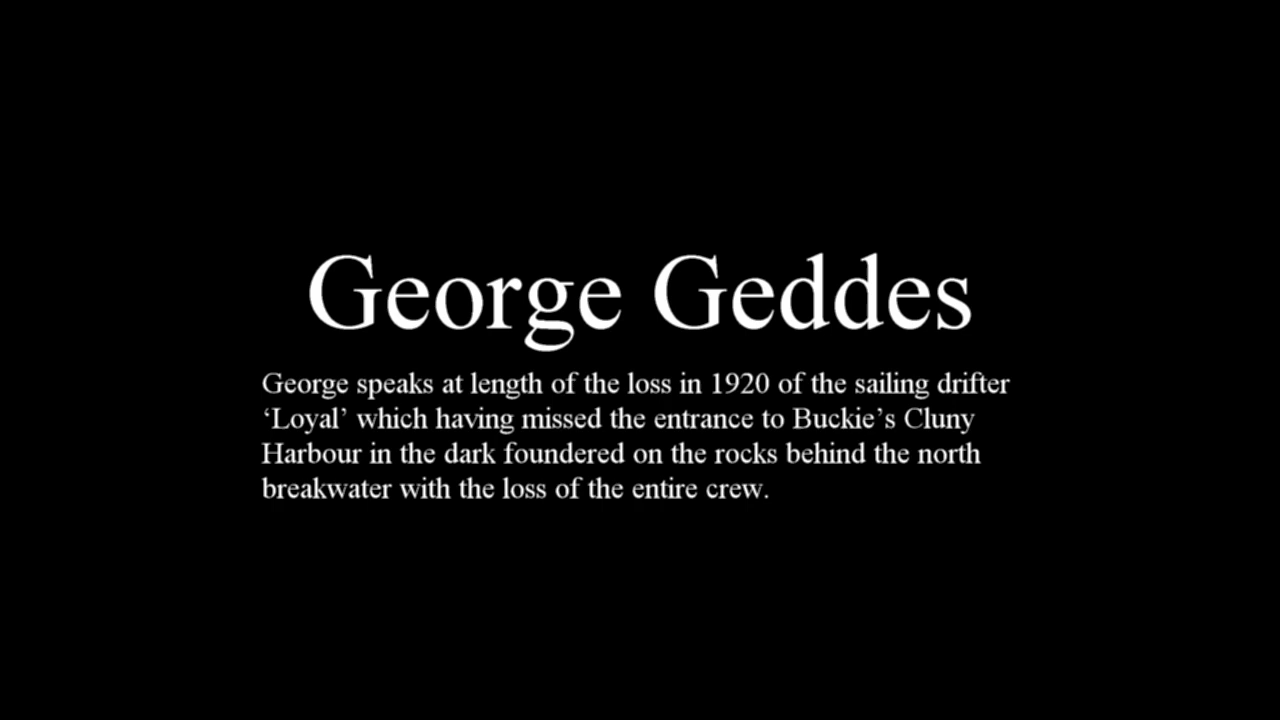 George Geddes
George speaks at length of the loss in 1920 of the sailing drifter
‘Loyal’ which having missed the entrance to Buckie’s Cluny
Harbour in the dark foundered on the rocks behind the north
breakwater with the loss of the entire crew.